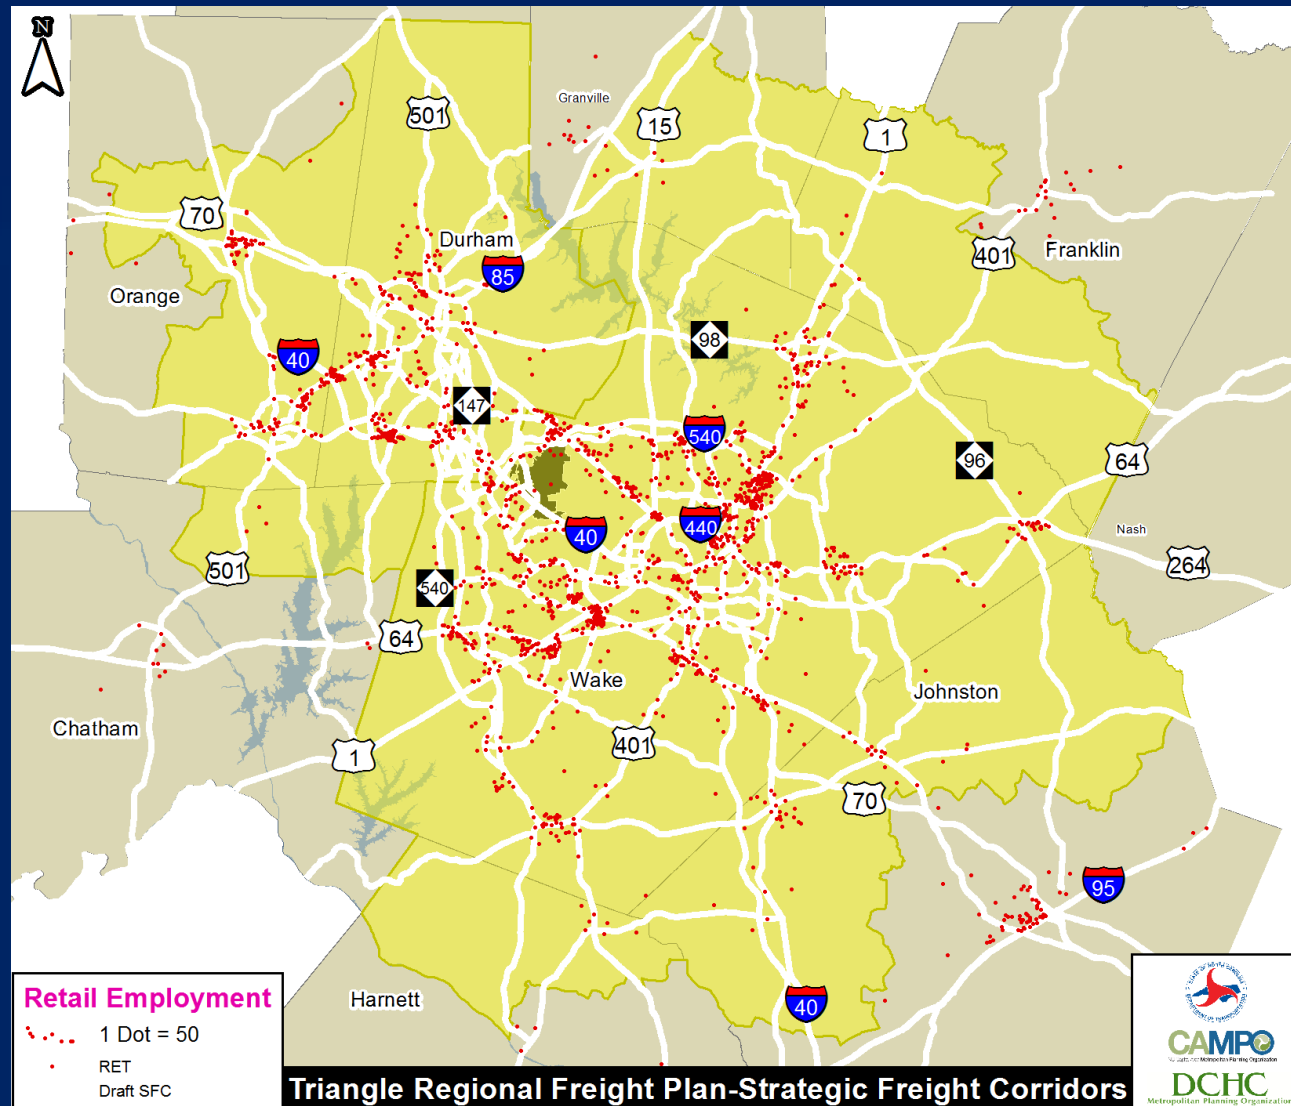 N
Granville
501
15
1
70
Durham
401
Franklin
85
Orange
98
40
147
540
96
64
440
40
Nash
501
264
540
64
Wake
Johnston
Chatham
401
1
70
95
Harnett
40
Retail Employment
1 Dot = 50
RET
Draft SFC
Triangle Regional Freight Plan-Strategic Freight Corridors
CAMPO
DCHC
Metropolitan Planning Organization